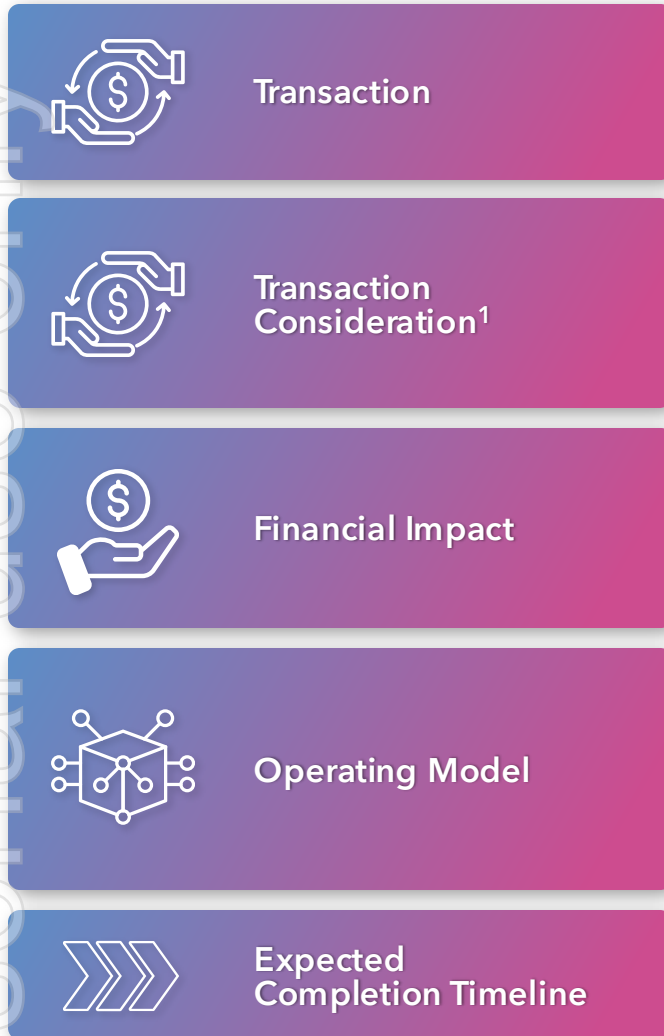 Transaction
Transaction
Consideration¹
Financial Impact
Operating Model
Expected
Completion Timeline